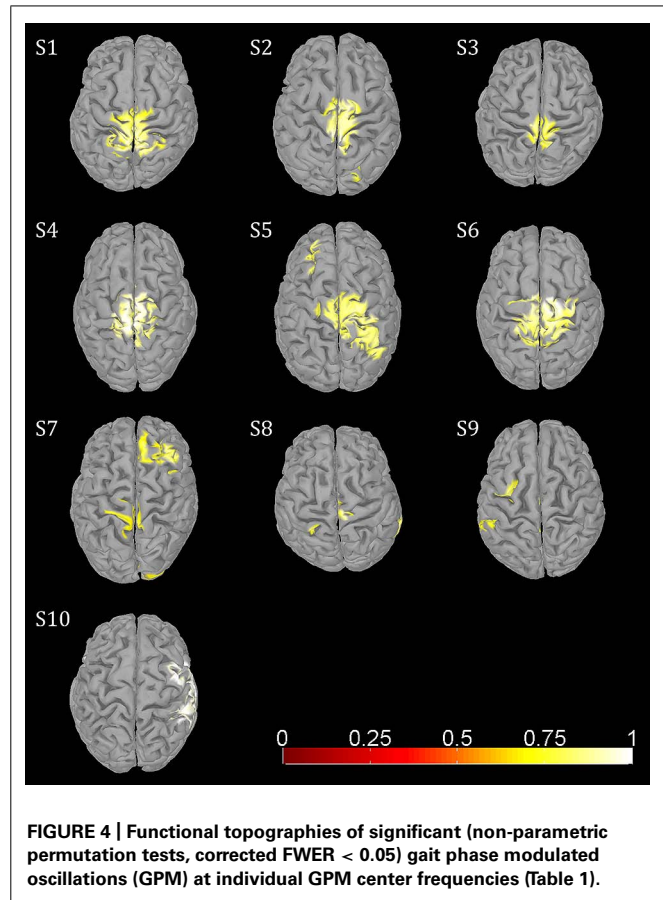 S1
S2
S3
S4
S5
S6
S7
S8
S9
S10
0 0.25 0.5 0.75 1
FIGURE 4 | Functional topographies of significant (non-parametric
permutation tests, corrected FWER < 0.05) gait phase modulated
oscillations (GPM) at individual GPM center frequencies (Table 1).